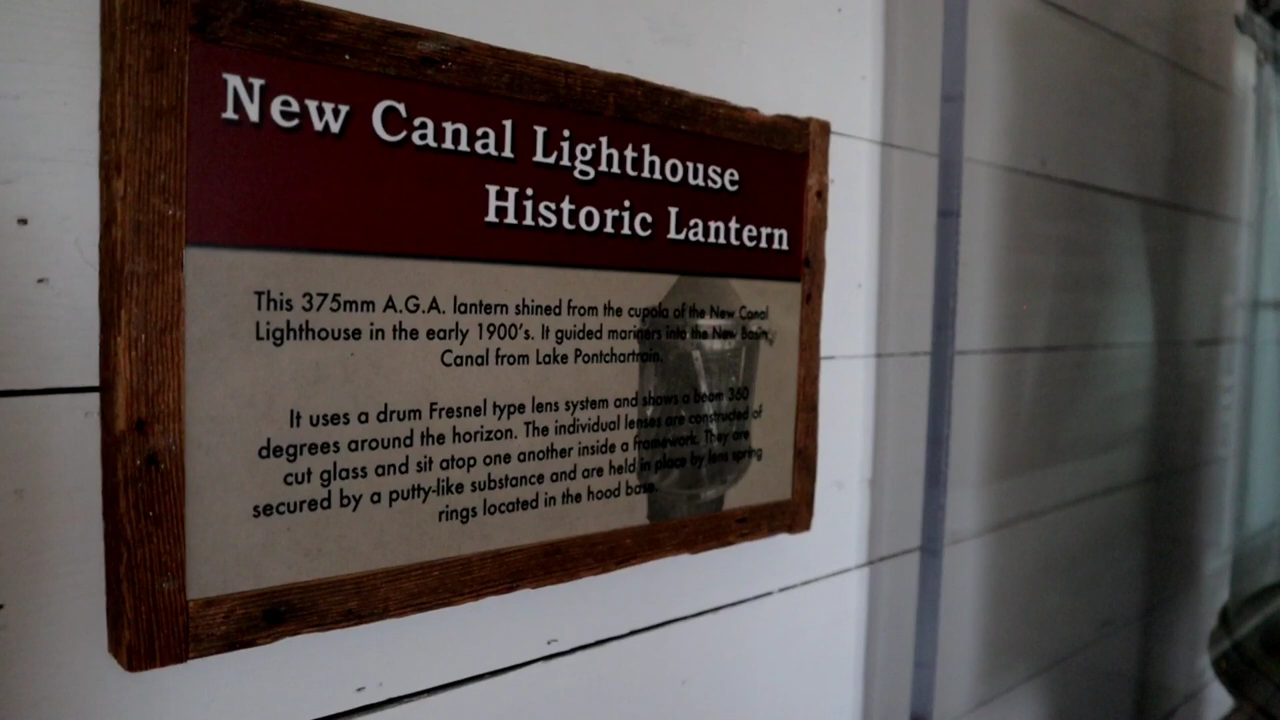 New Canal Lighthouse
Historic Lantern
This 375mm A.G.A. lantern shined from the cupola of the New Canal
Lighthouse in the early 1900's. It guided mariners into the New Basin
Canal from Lake Pontchartrain.
It uses a drum Fresnel type lens system and shows a beam 360
degrees around the horizon. The individual lenses are constructed of
cut glass and sit atop one another inside a framework. They are
secured by a putty-like substance and are held in place by lens spring
rings located in the hood base.